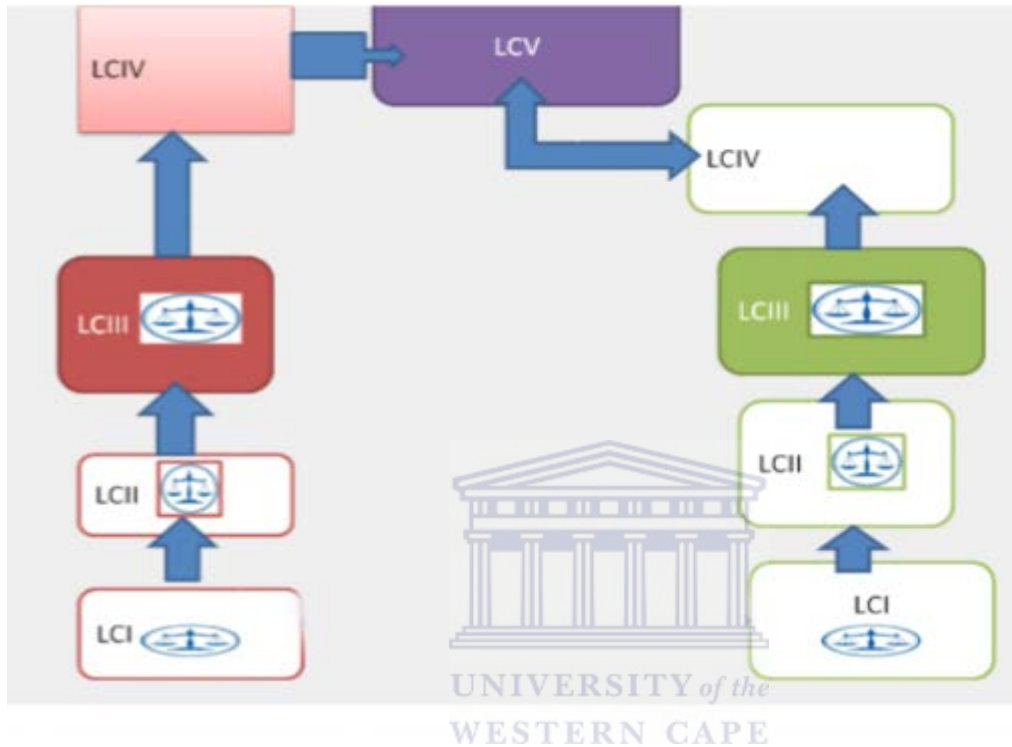 LCIV
LCV
LCIV
LCIII
LCIII
LCII
LCII
LCI
LCI
UNIVERSITY of the
WESTERN CAPE